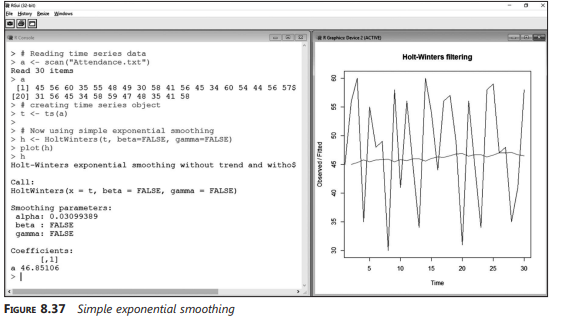 RGui (32-bit)
File History Resize Windows
R Console
> # Reading time series data
> a <- scan("Attendance.txt")
Read 30 items
> a
[1] 45 56 60 35 55 48 49 30 58 41 56 45 34 60 54 44 56 57$
[20] 31 56 45 34 58 59 47 48 35 41 58
> # creating time series object
> t <- ts(a)
>
> # Now using simple exponential smoothing
> h <- HoltWinters(t, beta=FALSE, gamma=FALSE)
> plot(h)
> h
Holt-Winters exponential smoothing without trend and witho$
Call:
HoltWinters(x = t, beta = FALSE, gamma = FALSE)
Smoothing parameters:
alpha: 0.03099389
beta : FALSE
gamma: FALSE
Coefficients:
[,1]
a 46.85106
>
R Graphics: Device 2 (ACTIVE)
Holt-Winters filtering
Observed / Fitted
60
55
50
45
40
35
30
5 10 15 20 25 30
Time
FIGURE 8.37 Simple exponential smoothing